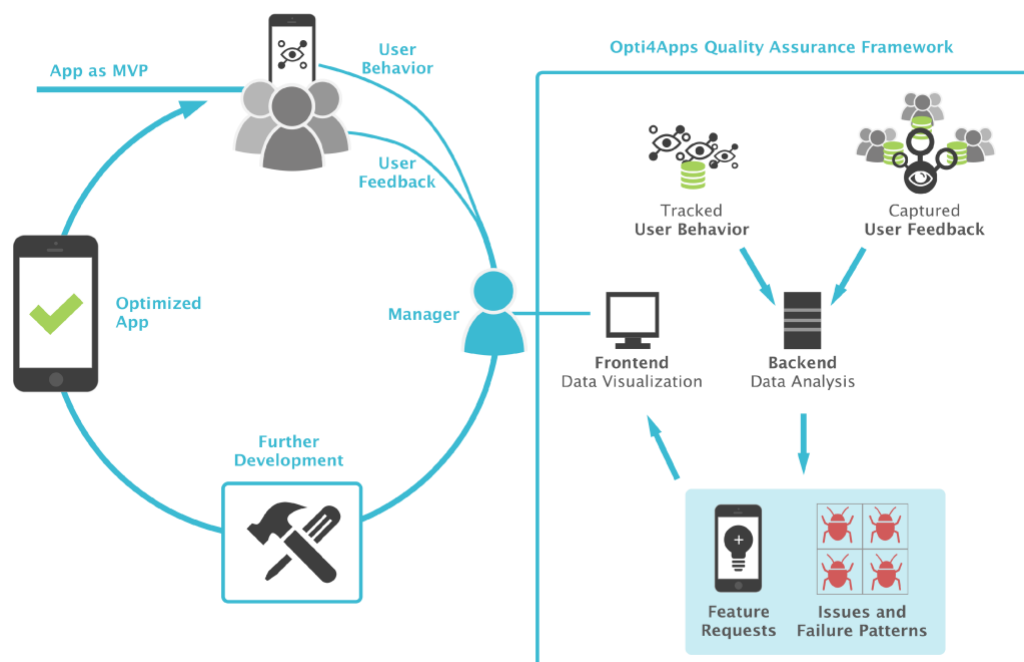 App as MVP
User
Behavior
User
Feedback
Optimized
App
Manager
Further
Development
Opti4Apps Quality Assurance Framework
Tracked
User Behavior
Captured
User Feedback
Frontend
Data Visualization
Backend
Data Analysis
Feature
Requests
Issues and
Failure Patterns